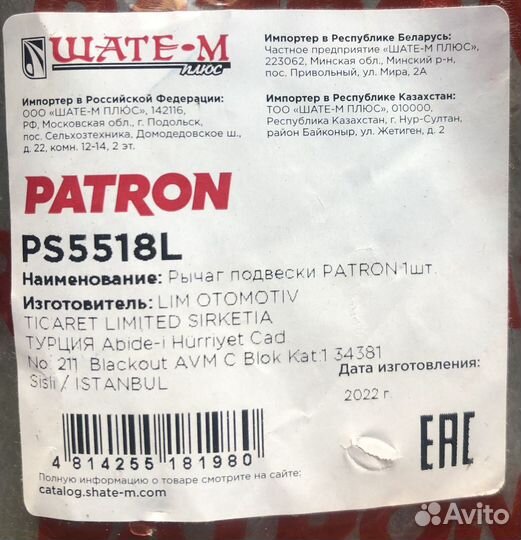 ШАТЕ-М
плюс
Импортер в Республике Беларусь:
Частное предприятие «ШАТЕ-М ПЛЮС»,
223062, Минская обл., Минский р-н,
пос. Привольный, ул. Мира, 2А
Импортер в Российской Федерации:
ООО «ШАТЕ-М ПЛЮС», 142116,
РФ, Московская обл., г. Подольск,
пос. Сельхозтехника, Домодедовское ш.,
д. 22, комн. 12-14, 2 эт.
Импортер в Республике Казахстан:
ТОО «ШАТЕ-М ПЛЮС», 010000,
Республика Казахстан, г. Нур-Султан,
район Байконыр, ул. Жетиген, д. 2
PATRON
PS5518L
Наименование: Рычаг подвески PATRON 1шт.
Изготовитель: LIM OTOMOTIV
TICARET LIMITED SIRKETIA
ТУРЦИЯ Abide-i Hürriyet Cad.
No: 211 Blackout AVM C Blok Kat:1 34381
Sisli / ISTANBUL
Дата изготовления:
2022 г.
4 814255 181980
EAC
Полную информацию о товаре смотрите на сайте:
catalog.shate-m.com
Avito